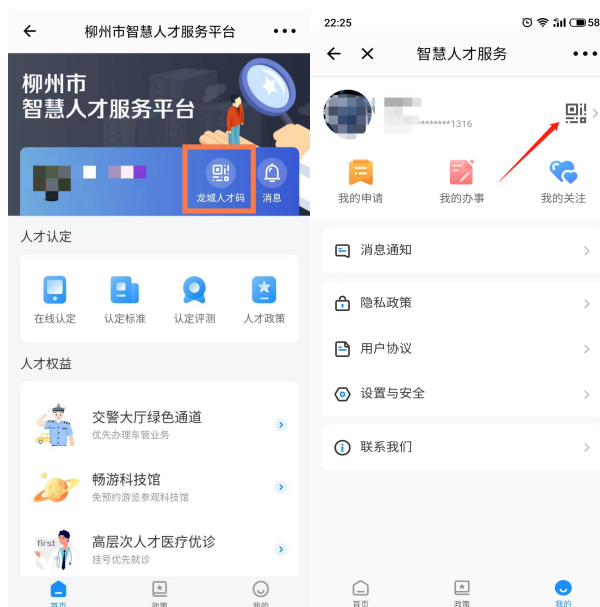 柳州市智慧人才服务平台
柳州市
智慧人才服务平台
龙城人才码
消息
人才认定
在线认定
认定标准
认定评测
人才政策
人才权益
交警大厅绿色通道
优先办理车管业务
畅游科技馆
免预约游览参观科技馆
first
高层次人才医疗优诊
挂号优先就诊
首页
政策
我的
22:25
58
智慧人才服务
********1316
我的申请
我的办事
我的关注
消息通知
隐私政策
用户协议
设置与安全
联系我们
首页
政策
我的